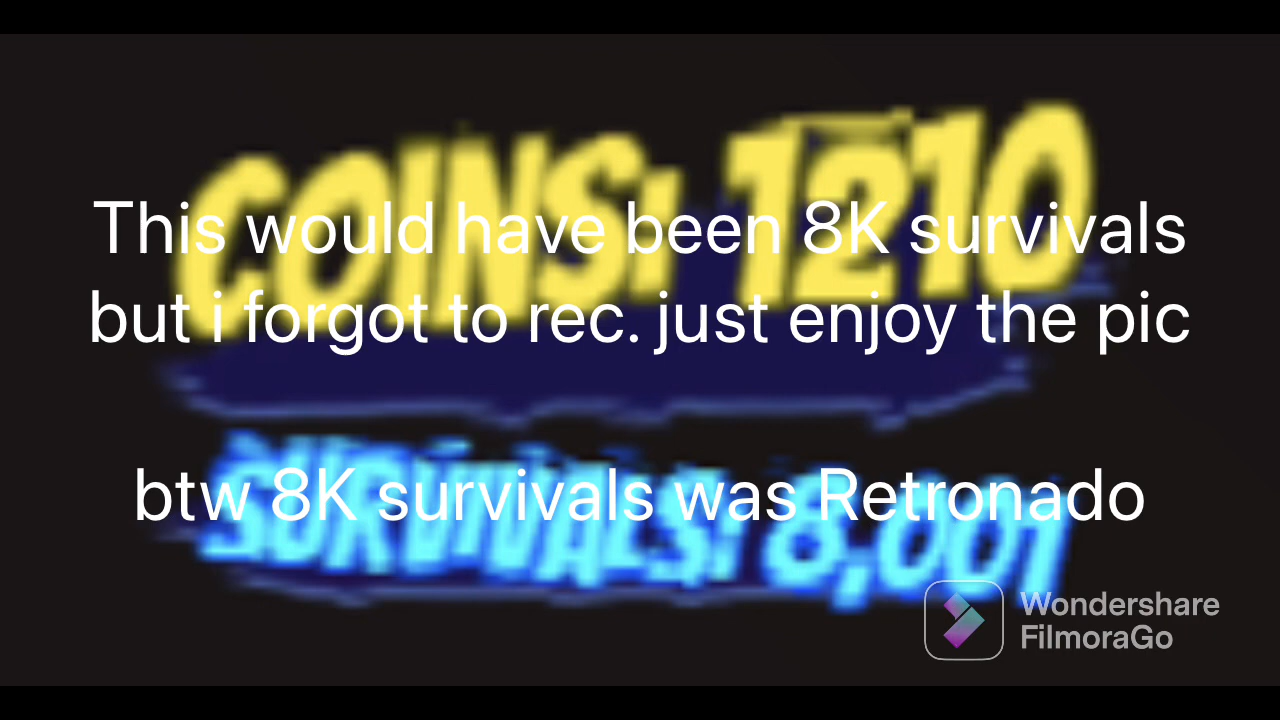 COINS: 1210
This would have been 8K survivals
but i forgot to rec. just enjoy the pic
SURVIVALS: 8,001
btw 8K survivals was Retronado
Wondershare
FilmoraGo